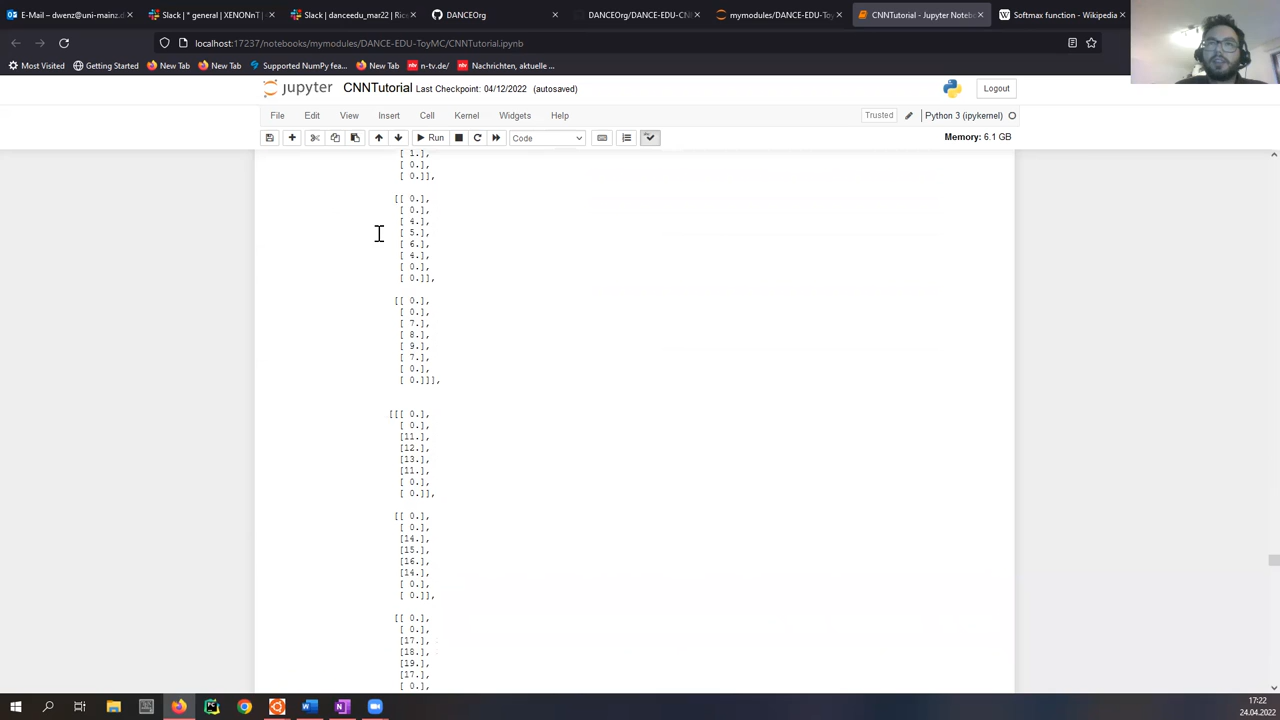 E-Mail – dwenz@uni-mainz.d
Slack | * general | XENONnT |
Slack | danceedu_mar22 | Ric
DANCEOrg
DANCEOrg/DANCE-EDU-CN
mymodules/DANCE-EDU-Toy
CNNTutorial - Jupyter Noteb
Softmax function - Wikipedia
localhost:17237/notebooks/mymodules/DANCE-EDU-ToyMC/CNNTutorial.ipynb
Most Visited
Getting Started
New Tab
New Tab
Supported NumPy fea...
New Tab
n-tv.de/
Nachrichten, aktuelle ...
jupyter CNNTutorial Last Checkpoint: 04/12/2022 (autosaved)
Logout
File Edit View Insert Cell Kernel Widgets Help
Trusted
Python 3 (ipykernel)
Run
Code
Memory: 6.1 GB
[ 1.],
[ 0.],
[ 0.]],
[[ 0.],
[ 0.],
[ 4.],
[ 5.],
[ 6.],
[ 4.],
[ 0.],
[ 0.]],
[[ 0.],
[ 0.],
[ 7.],
[ 8.],
[ 9.],
[ 7.],
[ 0.],
[ 0.]]],
[[[ 0.],
[ 0.],
[11.],
[12.],
[13.],
[11.],
[ 0.],
[ 0.]],
[[ 0.],
[ 0.],
[14.],
[15.],
[16.],
[14.],
[ 0.],
[ 0.]],
[[ 0.],
[ 0.],
[17.],
[18.],
[19.],
[17.],
[ 0.],
17:22
24.04.2022